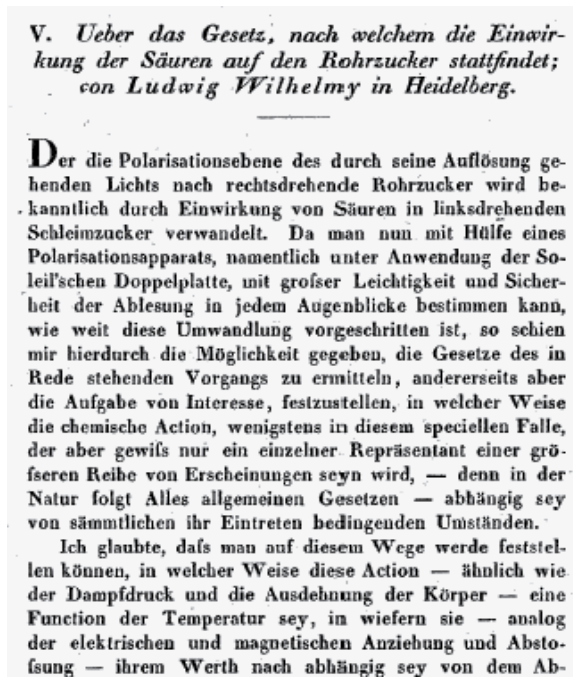 V. Ueber das Gesetz, nach welchem die Einwir-
kung der Säuren auf den Rohrzucker stattfindet;
von Ludwig Wilhelmy in Heidelberg.
Der die Polarisationsebene des durch seine Auflösung ge-
henden Lichts nach rechtsdrehende Rohrzucker wird be-
kanntlich durch Einwirkung von Säuren in linksdrehenden
Schleimzucker verwandelt. Da man nun mit Hülfe eines
Polarisationsapparats, namentlich unter Anwendung der So-
leil'schen Doppelplatte, mit grofser Leichtigkeit und Sicher-
heit der Ablesung in jedem Augenblicke bestimmen kann,
wie weit diese Umwandlung vorgeschritten ist, so schien
mir hierdurch die Möglichkeit gegeben, die Gesetze des in
Rede stehenden Vorgangs zu ermitteln, andererseits aber
die Aufgabe von Interesse, festzustellen, in welcher Weise
die chemische Action, wenigstens in diesem speciellen Falle,
der aber gewifs nur ein einzelner Repräsentant einer grö-
fseren Reihe von Erscheinungen seyn wird, — denn in der
Natur folgt Alles allgemeinen Gesetzen — abhängig sey
von sämmtlichen ihr Eintreten bedingenden Umständen.
Ich glaubte, dafs man auf diesem Wege werde feststel-
len können, in welcher Weise diese Action — ähnlich wie
der Dampfdruck und die Ausdehnung der Körper — eine
Function der Temperatur sey, in wiefern sie — analog
der elektrischen und magnetischen Anziehung und Absto-
fsung — ihrem Werth nach abhängig sey von dem Ab-